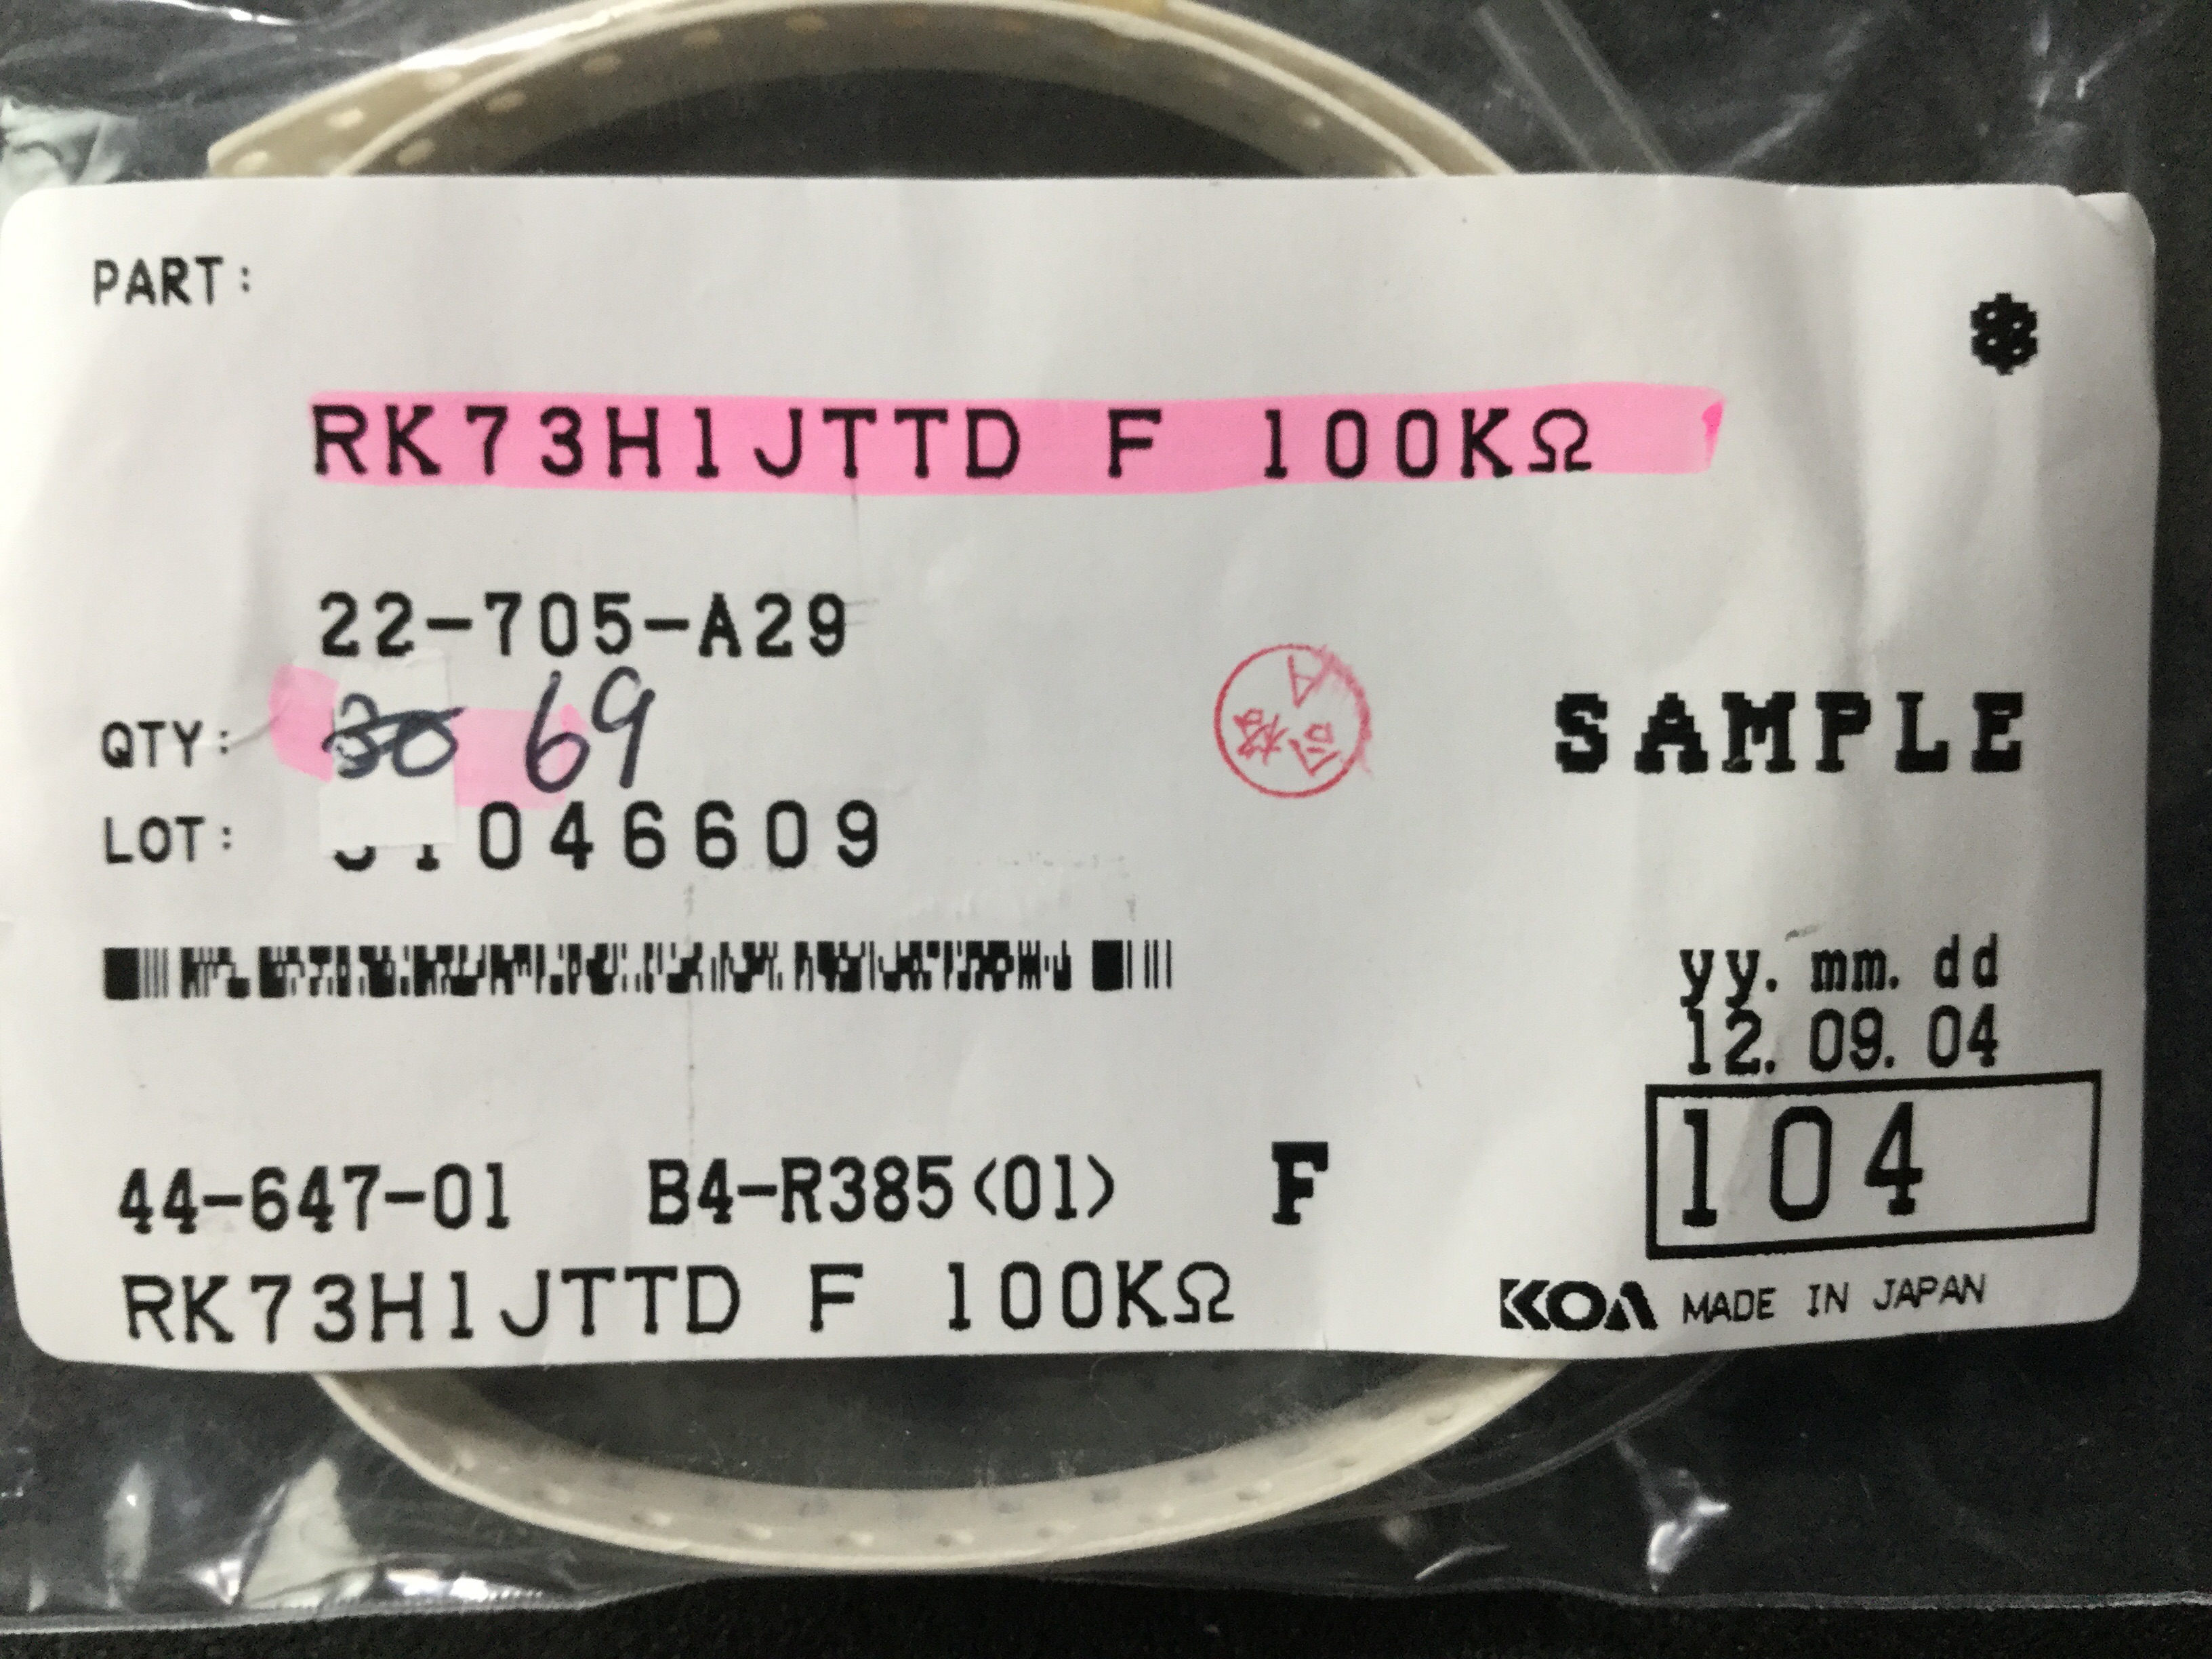 PART:
*
RK73H1JTTD F 100KΩ
22-705-A29
QTY: 30 69
SAMPLE
LOT: 046609
yy. mm. dd
12. 09. 04
104
44-647-01 B4-R385<01> F
RK73H1JTTD F 100KΩ
KOA MADE IN JAPAN